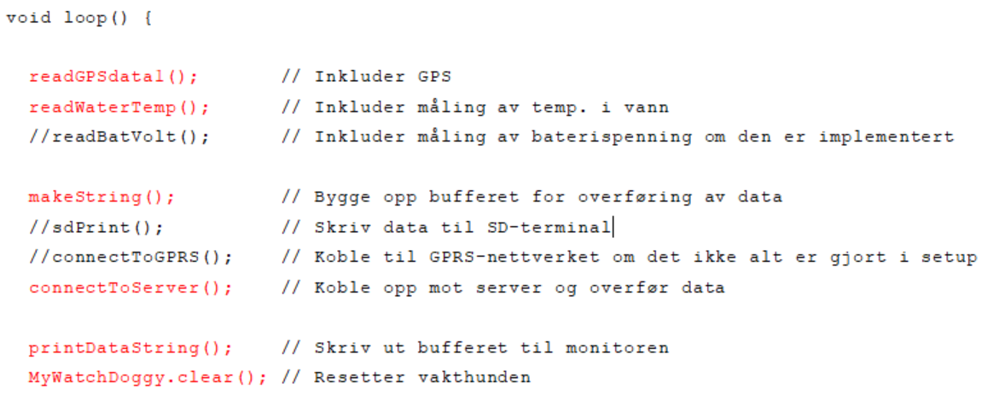 void loop() {
readGPSdatal(); // Inkluder GPS
readWaterTemp(); // Inkluder måling av temp. i vann
//readBatVolt(); // Inkluder måling av baterispenning om den er implementert
makeString(); // Bygge opp bufferet for overføring av data
//sdPrint(); // Skriv data til SD-terminal
//connectToGPRS(); // Koble til GPRS-nettverket om det ikke alt er gjort i setup
connectToServer(); // Koble opp mot server og overfør data
printDataString(); // Skriv ut bufferet til monitoren
MyWatchDoggy.clear(); // Resetter vakthunden